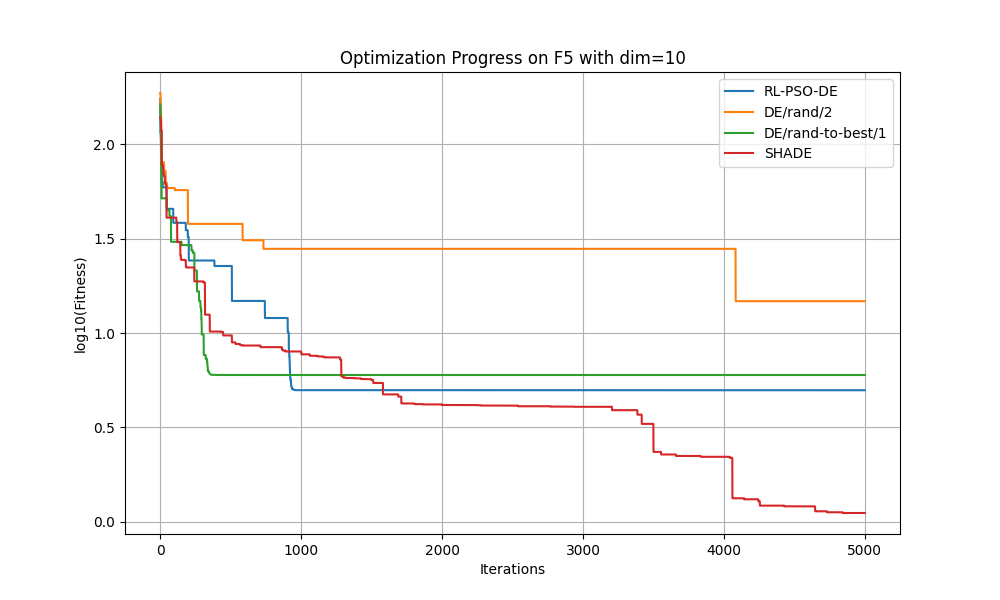 Optimization Progress on F5 with dim=10
RL-PSO-DE
DE/rand/2
DE/rand-to-best/1
SHADE
log10(Fitness)
2.0
1.5
1.0
0.5
0.0
0 1000 2000 3000 4000 5000
Iterations